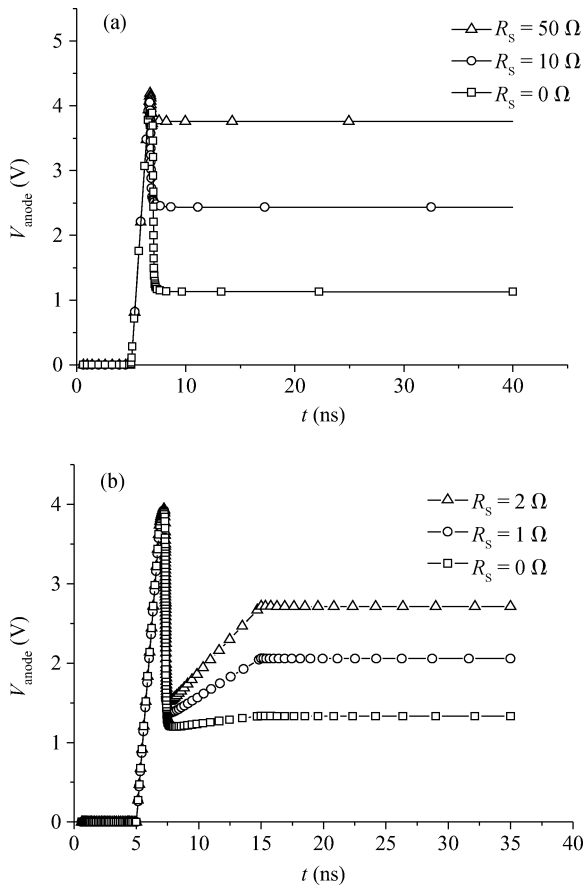 (a)
R_S = 50 Ω
R_S = 10 Ω
R_S = 0 Ω
V_anode (V)
5
4
3
2
1
0
0 10 20 30 40
t (ns)
(b)
R_S = 2 Ω
R_S = 1 Ω
R_S = 0 Ω
V_anode (V)
4
3
2
1
0
0 5 10 15 20 25 30 35 40
t (ns)